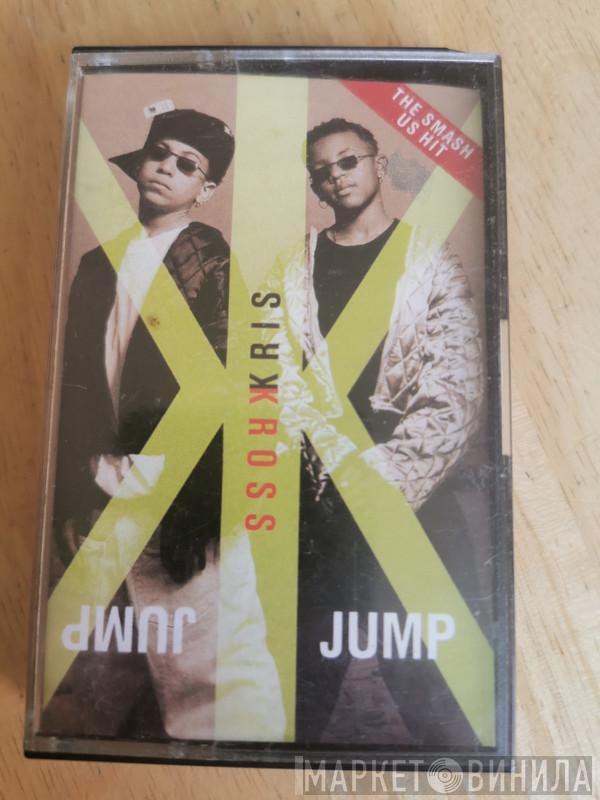 THE SMASH
US HIT
KRIS
KROSS
JUMP
JUMP
МАРКЕТ ВИНИЛА